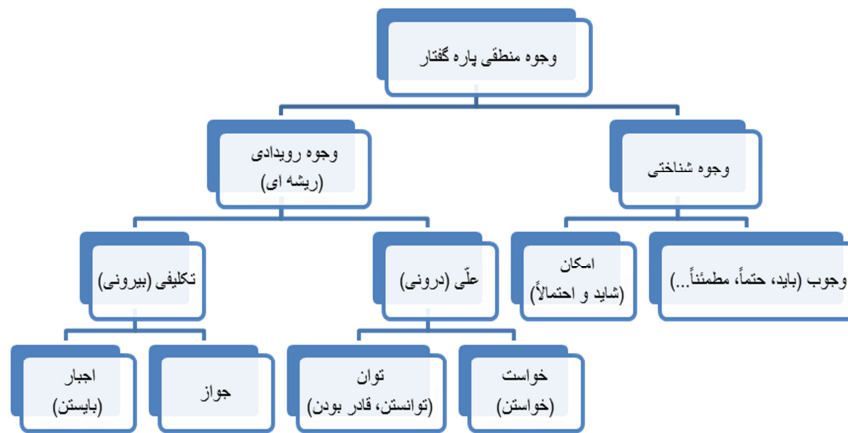 وجوه منطقی پاره گفتار
وجوه شناختی
وجوه رویدادی
(ریشه ای)
وجوب (باید، حتماً، مطمئناً...)
امکان
(شاید و احتمالاً)
علّی (درونی)
تکلیفی (بیرونی)
خواست
(خواستن)
توان
(توانستن، قادر بودن)
جواز
اجبار
(بایستن)